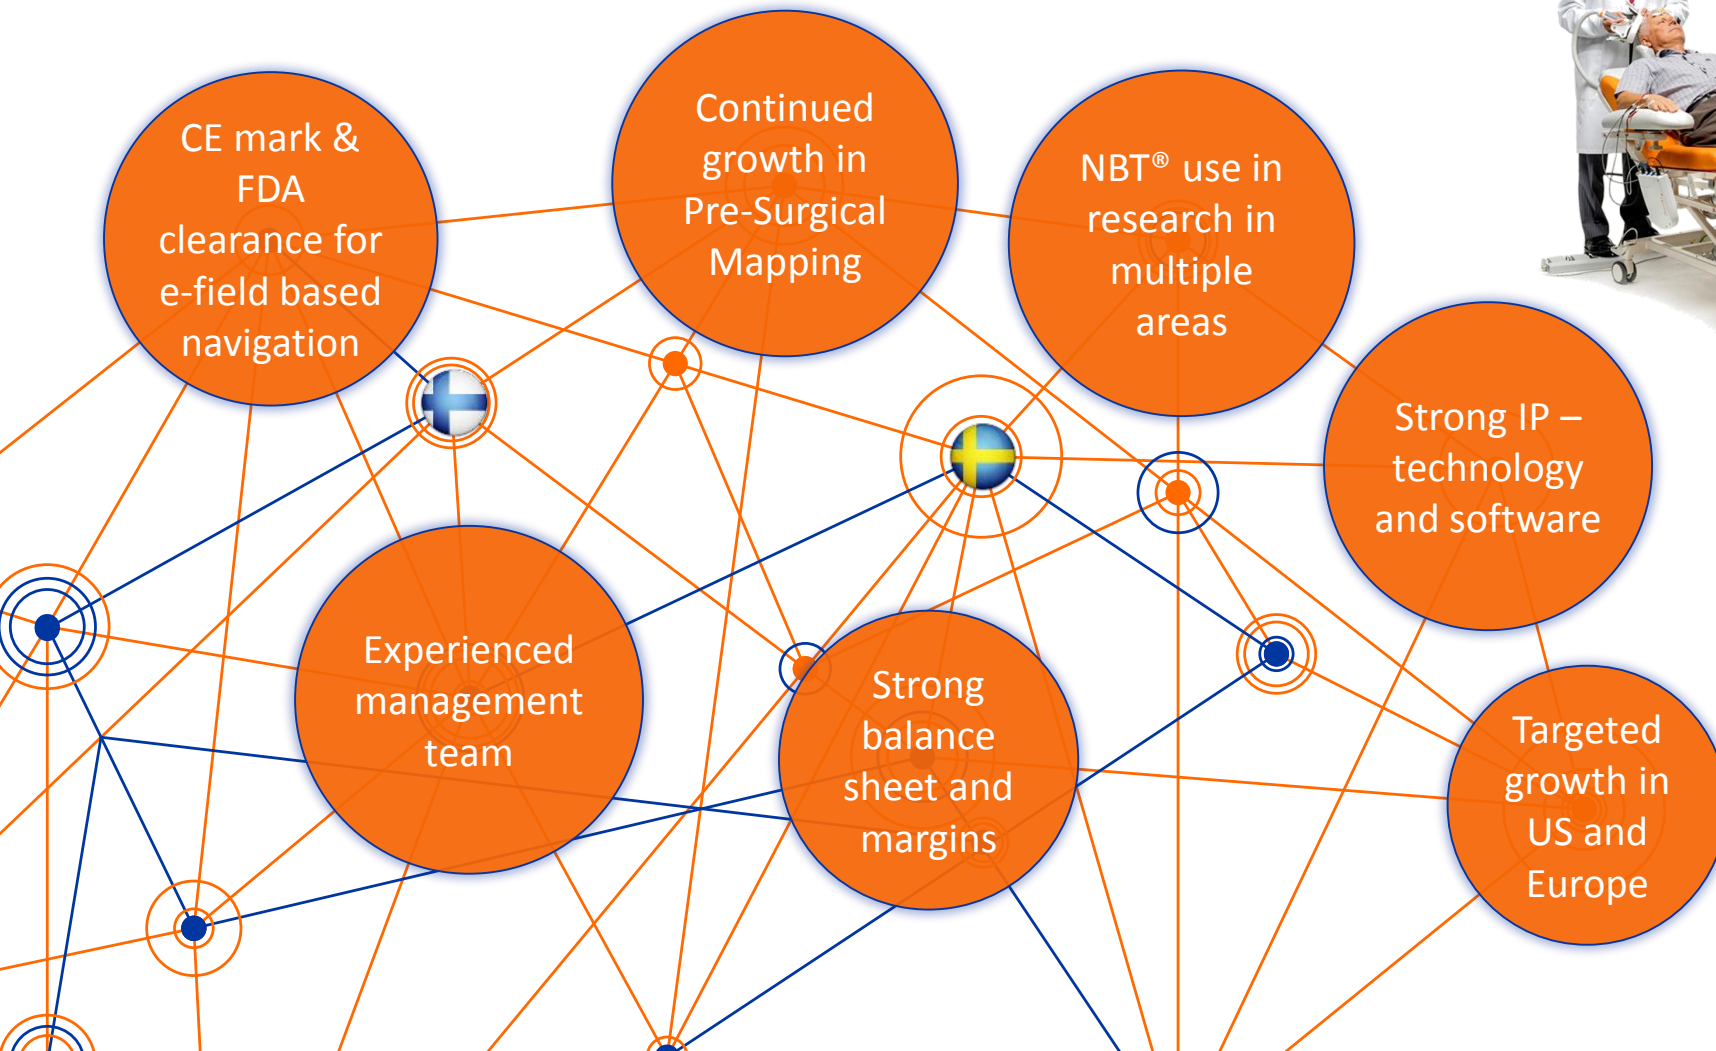 CE mark &
FDA
clearance for
e-field based
navigation
Continued
growth in
Pre-Surgical
Mapping
NBT® use in
research in
multiple
areas
Strong IP –
technology
and software
Experienced
management
team
Strong
balance
sheet and
margins
Targeted
growth in
US and
Europe